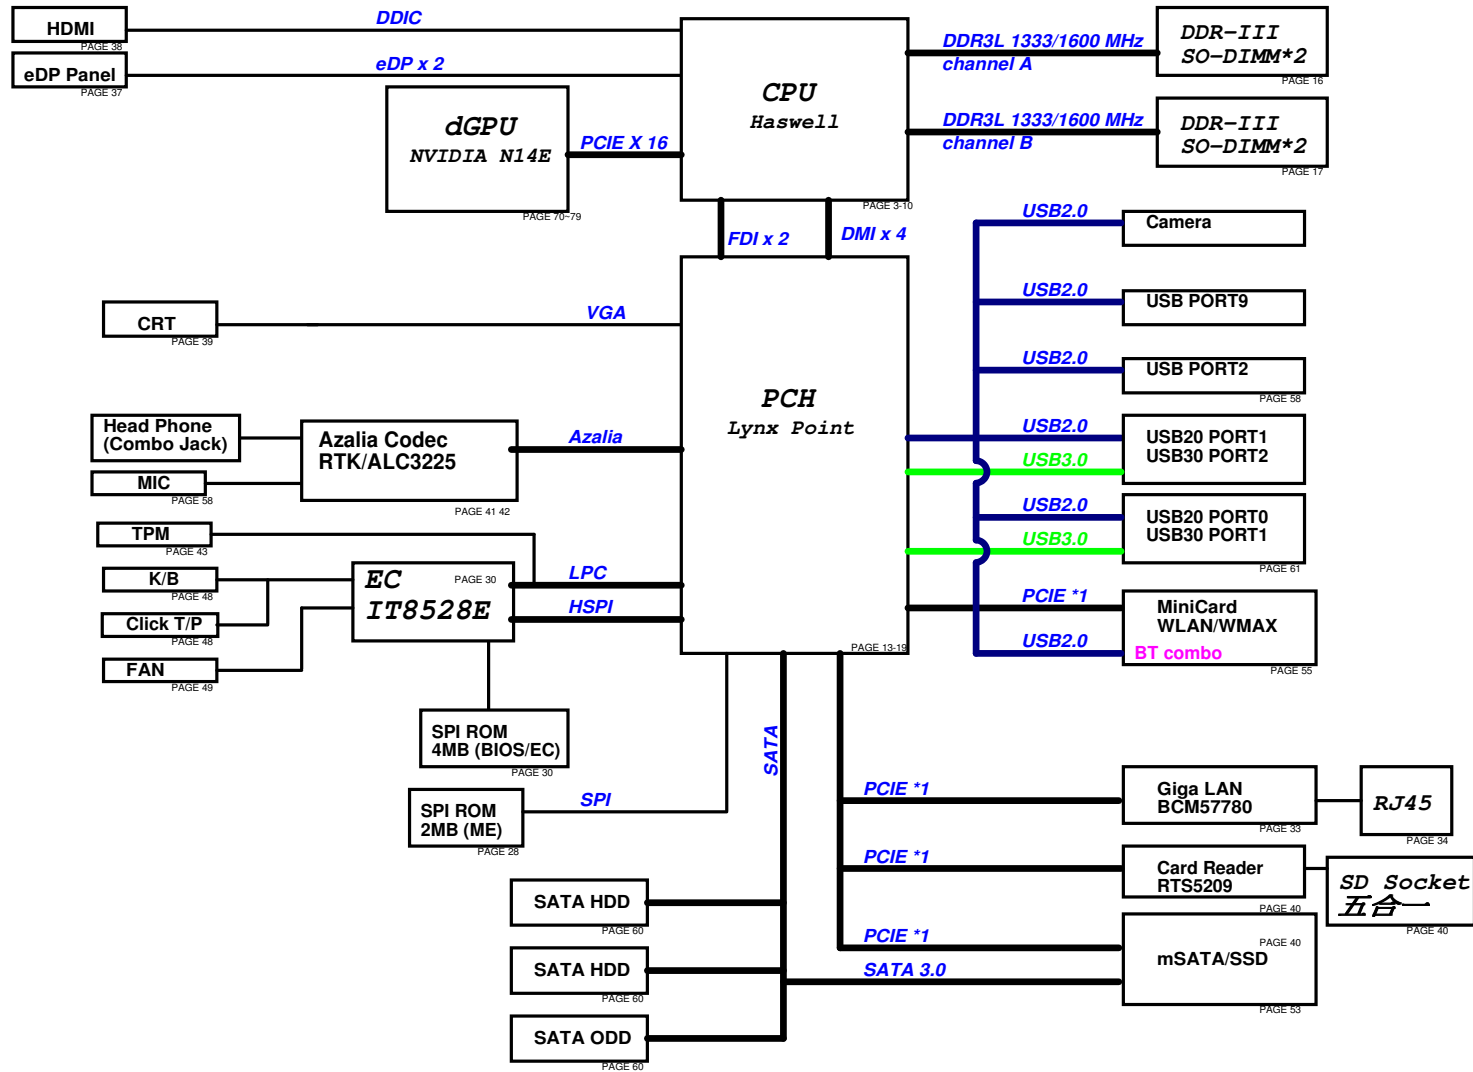 HDMI
PAGE 38
DDIC
eDP Panel
PAGE 37
eDP x 2
CPU
Haswell
PAGE 3-10
DDR3L 1333/1600 MHz
channel A
DDR-III
SO-DIMM*2
PAGE 16
DDR3L 1333/1600 MHz
channel B
DDR-III
SO-DIMM*2
PAGE 17
dGPU
NVIDIA N14E
PAGE 70~79
PCIE X 16
FDI x 2
DMI x 4
USB2.0
Camera
USB2.0
USB PORT9
USB2.0
USB PORT2
PAGE 58
CRT
PAGE 39
VGA
PCH
Lynx Point
PAGE 13-19
Head Phone
(Combo Jack)
MIC
PAGE 58
Azalia Codec
RTK/ALC3225
PAGE 41 42
Azalia
USB2.0
USB3.0
USB20 PORT1
USB30 PORT2
USB2.0
USB3.0
USB20 PORT0
USB30 PORT1
PAGE 61
TPM
PAGE 43
K/B
PAGE 48
Click T/P
PAGE 48
FAN
PAGE 49
EC
PAGE 30
IT8528E
LPC
HSPI
PCIE *1
USB2.0
MiniCard
WLAN/WMAX
BT combo
PAGE 55
SPI ROM
4MB (BIOS/EC)
PAGE 30
SPI ROM
2MB (ME)
PAGE 28
SPI
SATA
PCIE *1
Giga LAN
BCM57780
PAGE 33
RJ45
PAGE 34
PCIE *1
Card Reader
RTS5209
PAGE 40
SD Socket
五合一
PAGE 40
SATA HDD
PAGE 60
SATA HDD
PAGE 60
SATA ODD
PAGE 60
PCIE *1
SATA 3.0
PAGE 40
mSATA/SSD
PAGE 53